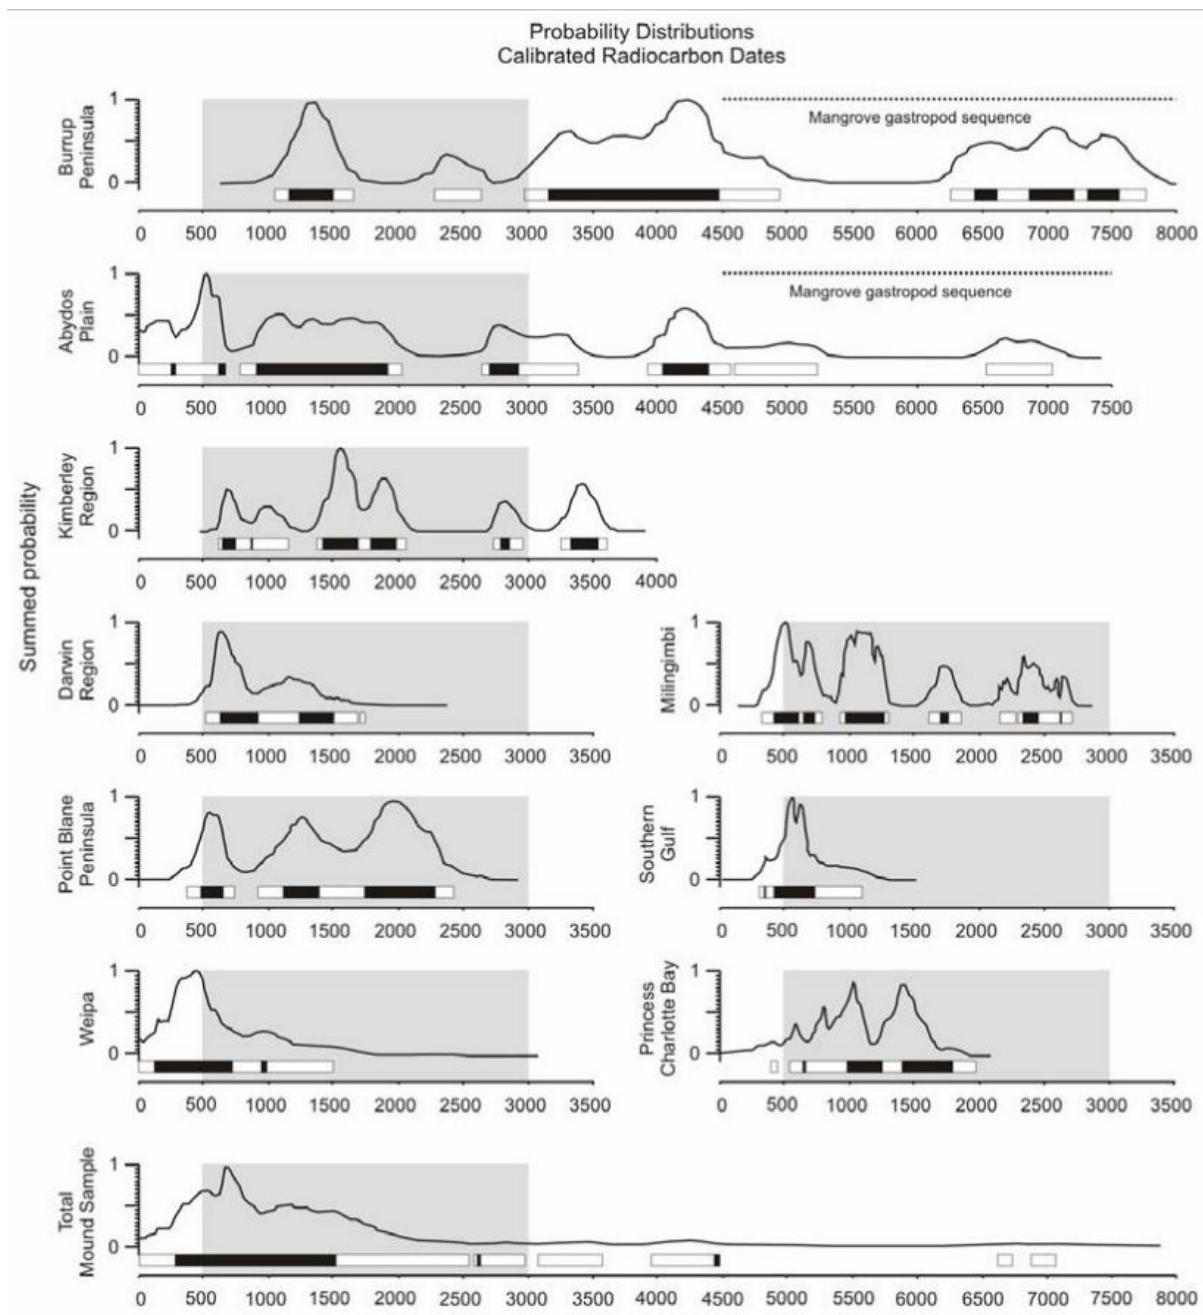 Probability Distributions
Calibrated Radiocarbon Dates
Summed probability
Burrup
Peninsula
1
0
Mangrove gastropod sequence
0 500 1000 1500 2000 2500 3000 3500 4000 4500 5000 5500 6000 6500 7000 7500 8000
Abydos
Plain
1
0
Mangrove gastropod sequence
0 500 1000 1500 2000 2500 3000 3500 4000 4500 5000 5500 6000 6500 7000 7500
Kimberley
Region
1
0
0 500 1000 1500 2000 2500 3000 3500 4000
Darwin
Region
1
0
0 500 1000 1500 2000 2500 3000 3500
Milingimbi
1
0
0 500 1000 1500 2000 2500 3000 3500
Point Blane
Peninsula
1
0
0 500 1000 1500 2000 2500 3000 3500
Southern
Gulf
1
0
0 500 1000 1500 2000 2500 3000 3500
Weipa
1
0
0 500 1000 1500 2000 2500 3000 3500
Princess
Charlotte Bay
1
0
0 500 1000 1500 2000 2500 3000 3500
Total
Mound Sample
1
0
0 500 1000 1500 2000 2500 3000 3500 4000 4500 5000 5500 6000 6500 7000 7500 8000